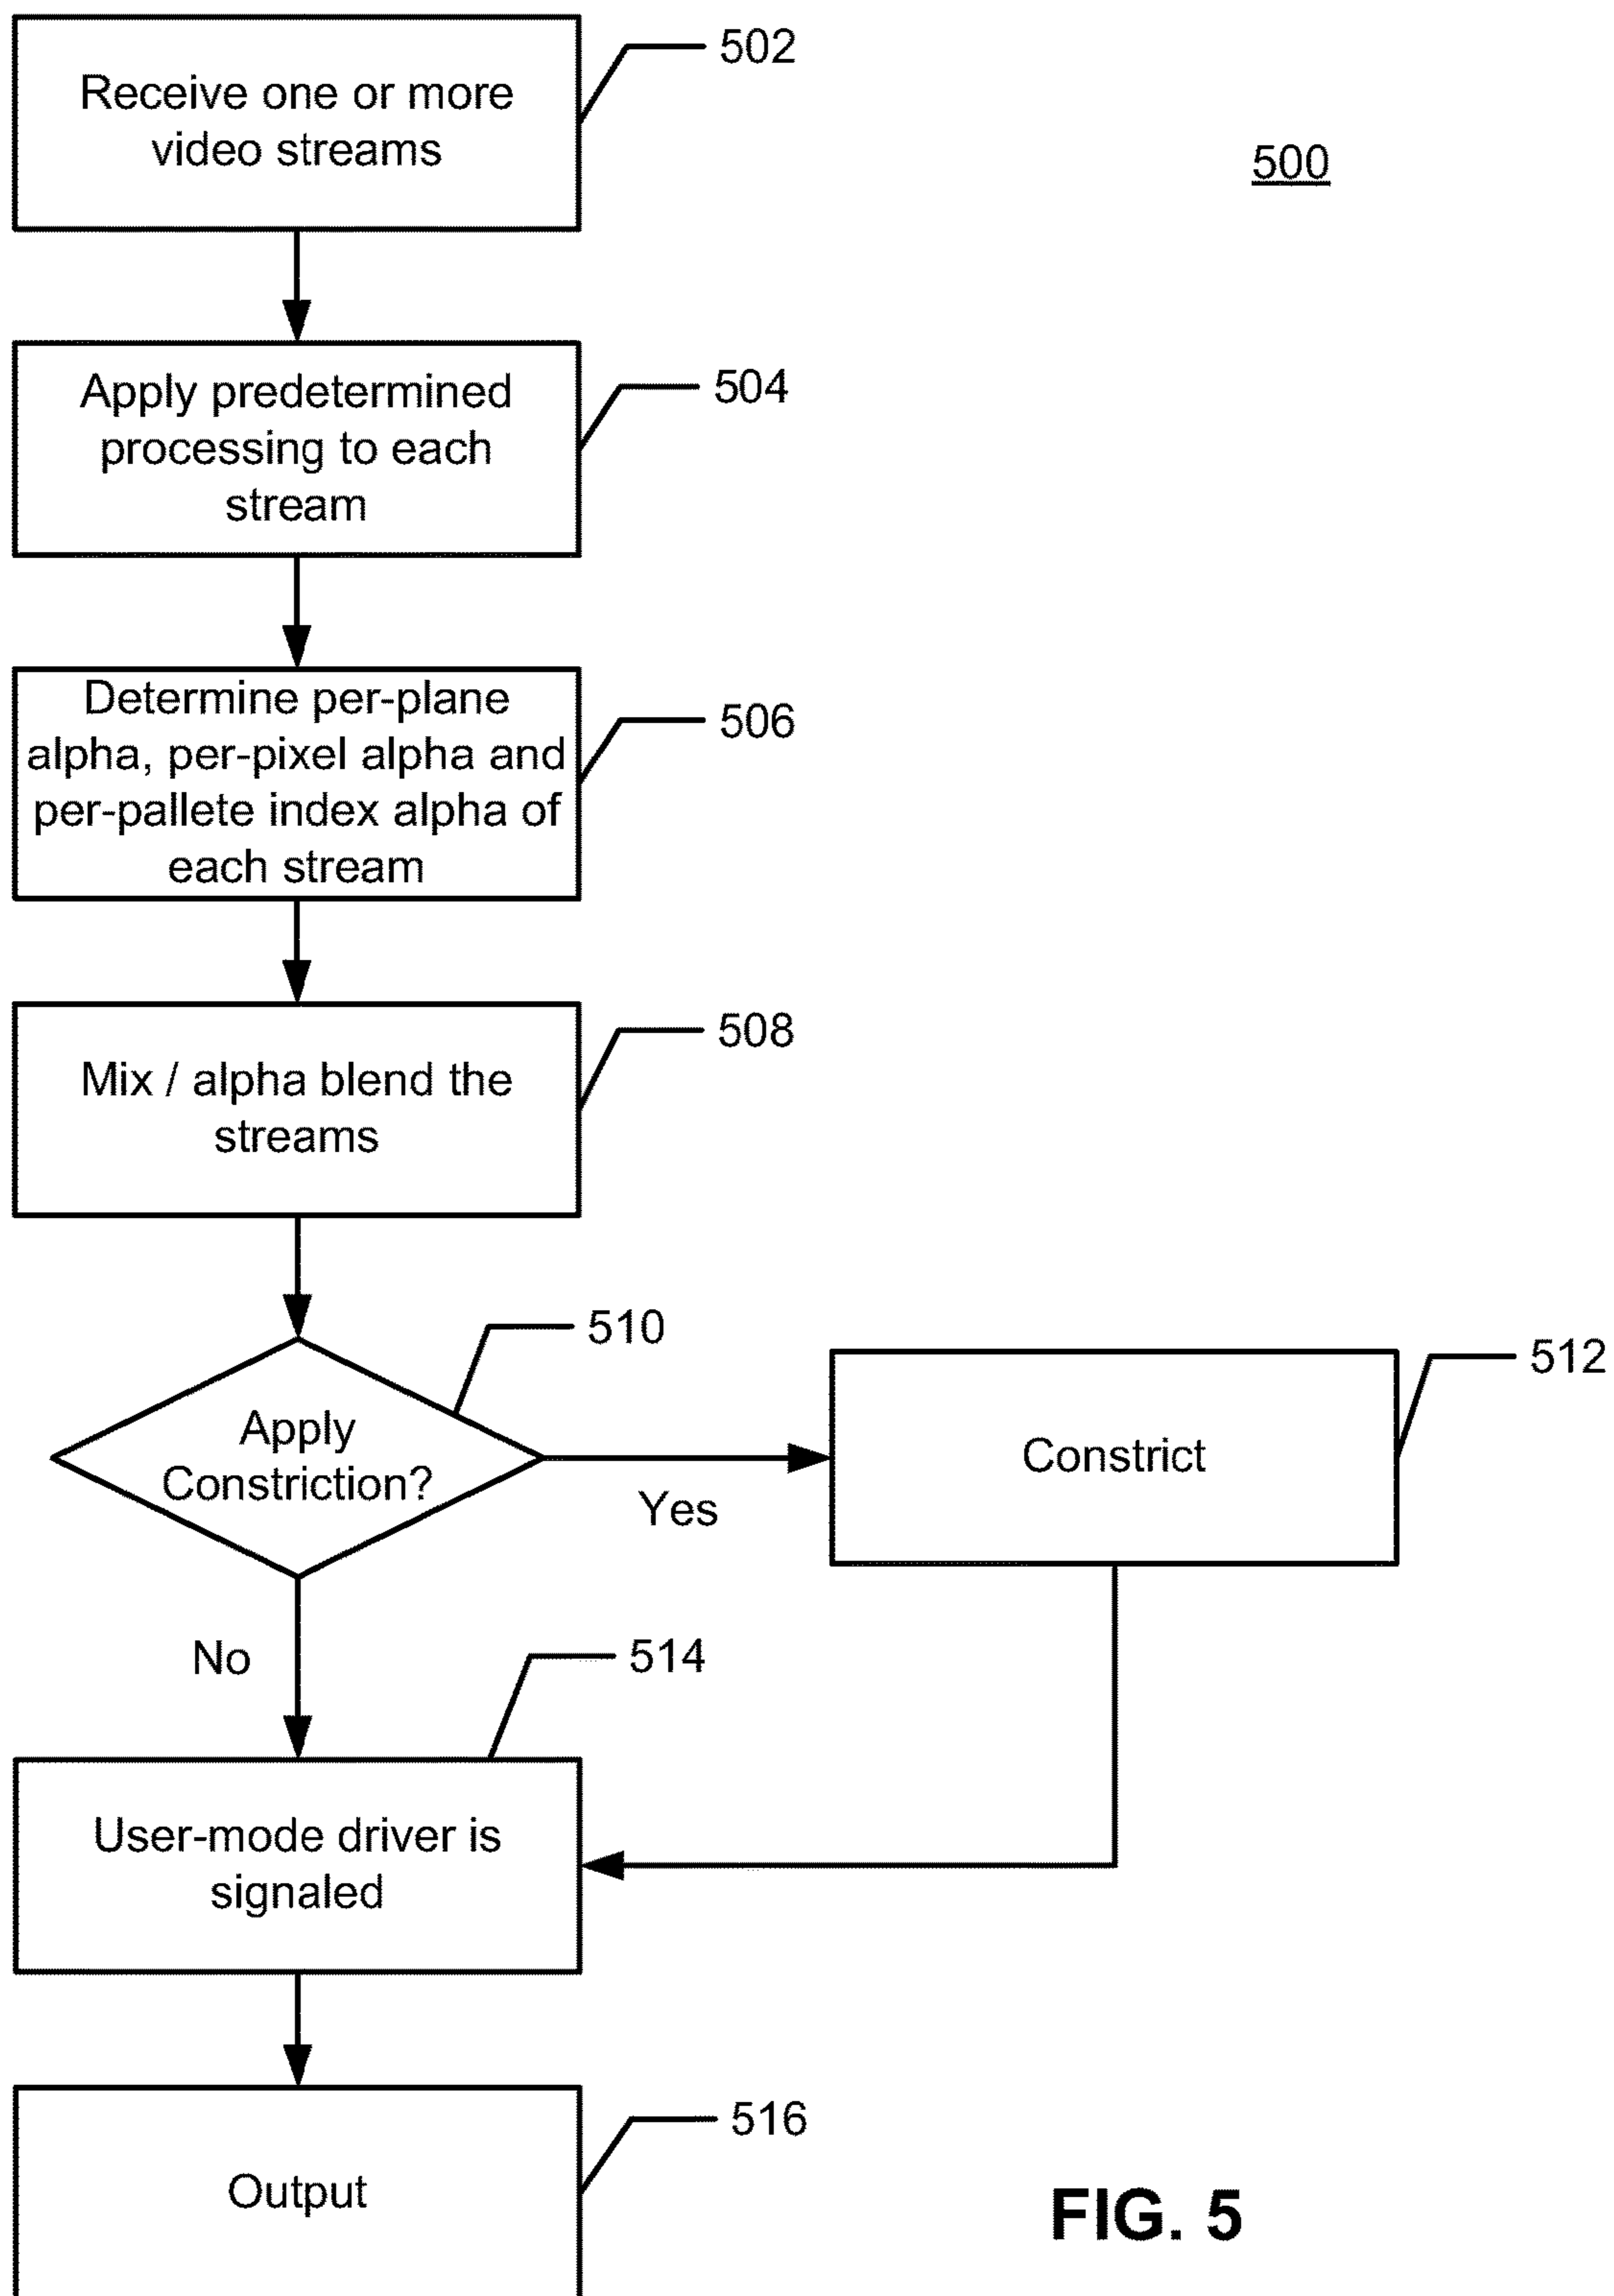 Receive one or more
video streams
502
500
Apply predetermined
processing to each
stream
504
Determine per-plane
alpha, per-pixel alpha and
per-pallete index alpha of
each stream
506
Mix / alpha blend the
streams
508
Apply
Constriction?
510
Yes
Constrict
512
No
User-mode driver is
signaled
514
Output
516
FIG. 5